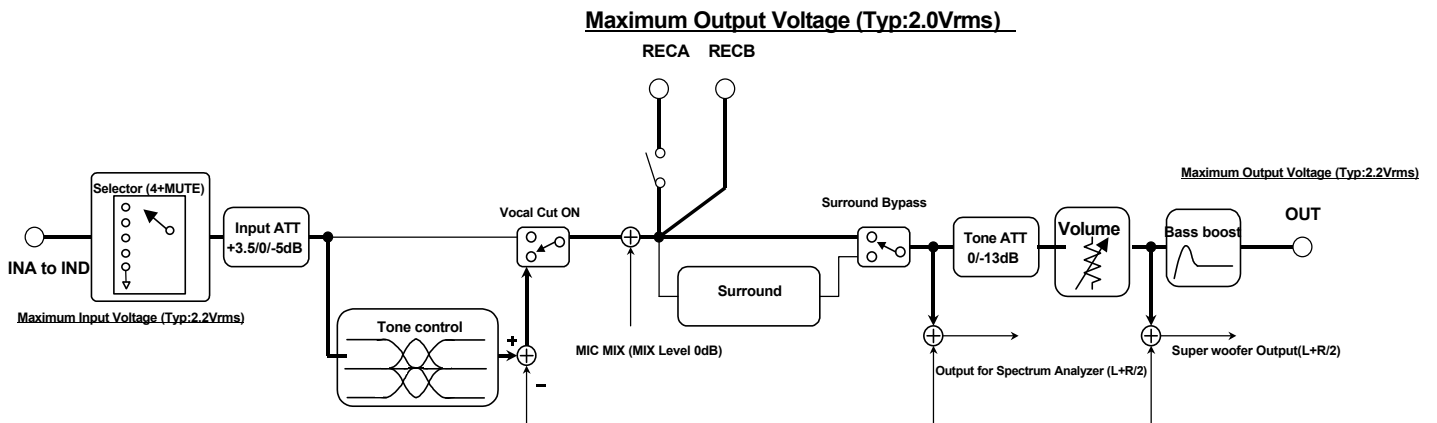 Maximum Output Voltage (Typ:2.0Vrms)
RECA
RECB
Selector (4+MUTE)
INA to IND
Maximum Input Voltage (Typ:2.2Vrms)
Input ATT
+3.5/0/-5dB
Tone control
+
−
Vocal Cut ON
MIC MIX (MIX Level 0dB)
Surround
Surround Bypass
Tone ATT
0/-13dB
Output for Spectrum Analyzer (L+R/2)
Volume
Super woofer Output(L+R/2)
Bass boost
Maximum Output Voltage (Typ:2.2Vrms)
OUT